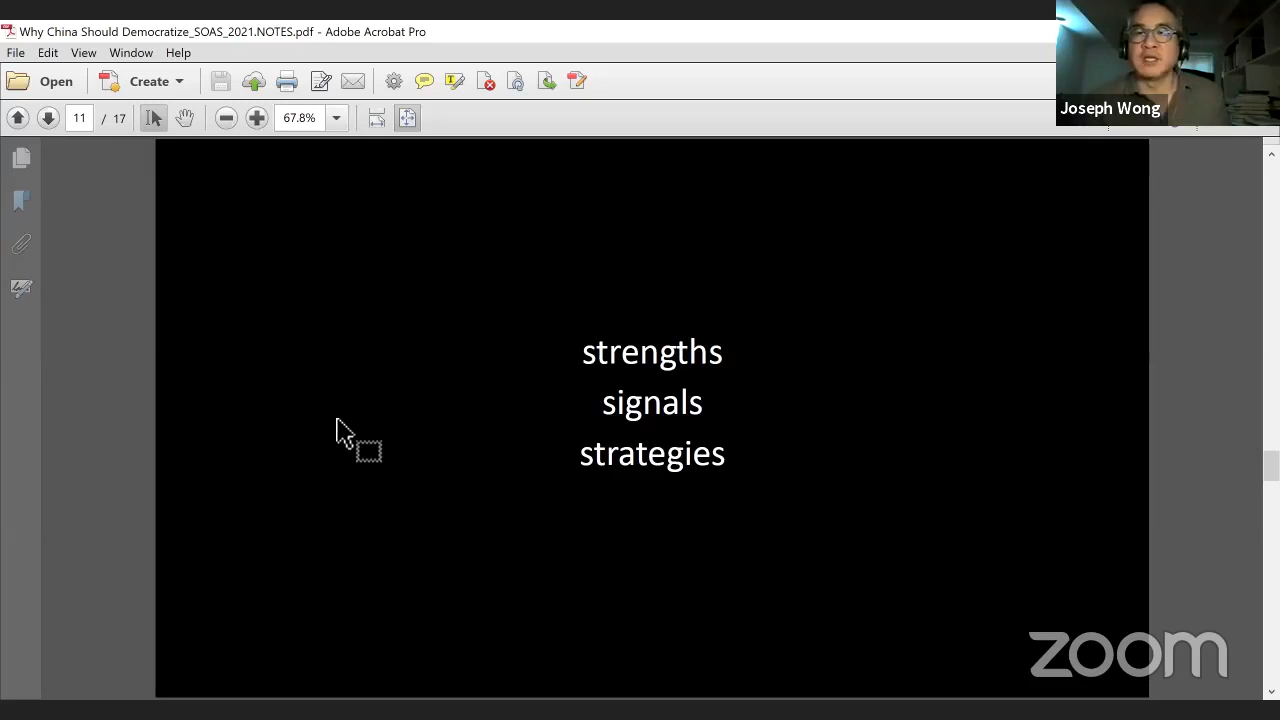 Why China Should Democratize_SOAS_2021.NOTES.pdf - Adobe Acrobat Pro
File Edit View Window Help
Open Create
11 / 17 67.8%
Joseph Wong
strengths
signals
strategies
zoom